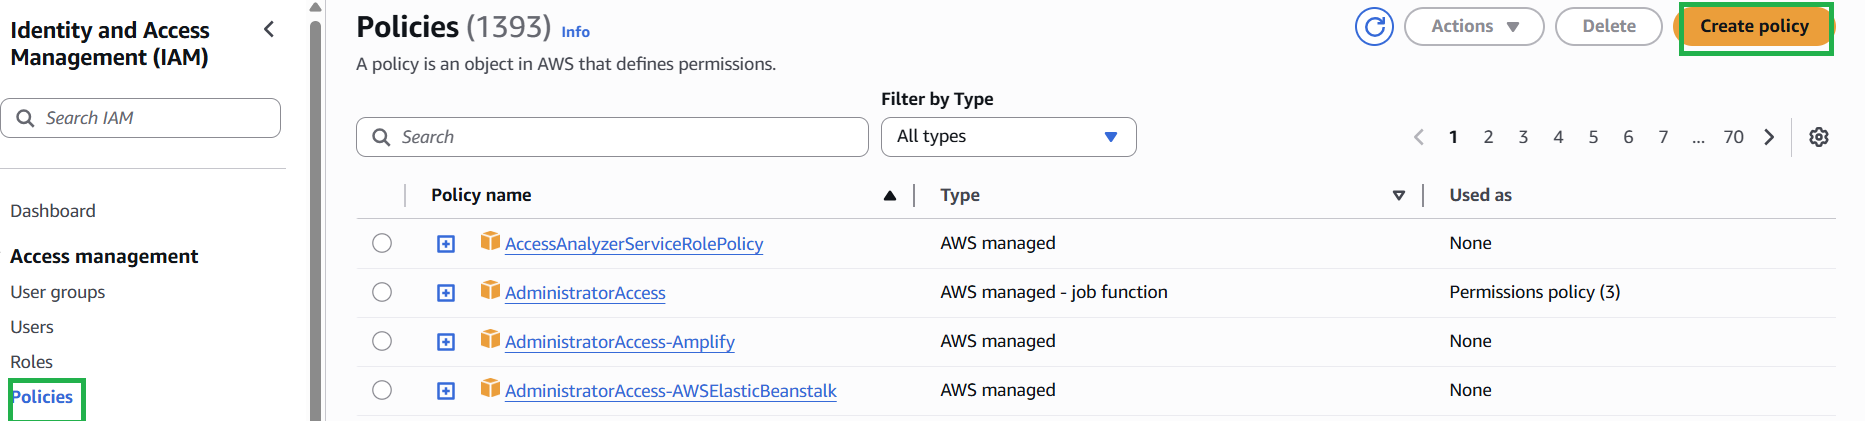 Identity and Access
Management (IAM)
Search IAM
Dashboard
Access management
User groups
Users
Roles
Policies
Policies (1393) Info
Actions
Delete
Create policy
A policy is an object in AWS that defines permissions.
Filter by Type
Search
All types
1 2 3 4 5 6 7 ... 70
Policy name Type Used as
AccessAnalyzerServiceRolePolicy AWS managed None
AdministratorAccess AWS managed - job function Permissions policy (3)
AdministratorAccess-Amplify AWS managed None
AdministratorAccess-AWSElasticBeanstalk AWS managed None